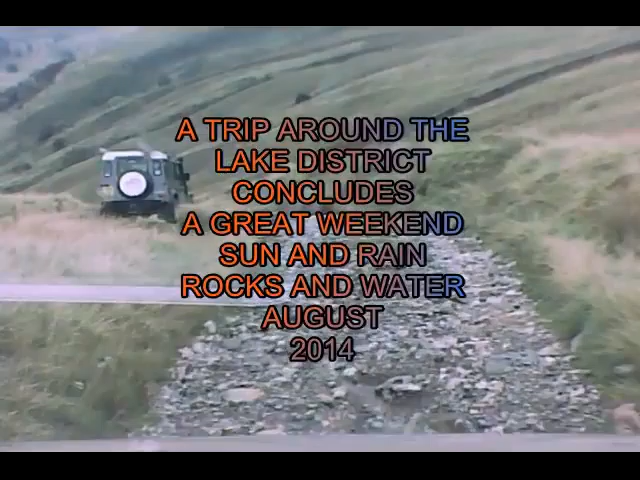 A TRIP AROUND THE
LAKE DISTRICT
CONCLUDES
A GREAT WEEKEND
SUN AND RAIN
ROCKS AND WATER
AUGUST
2014